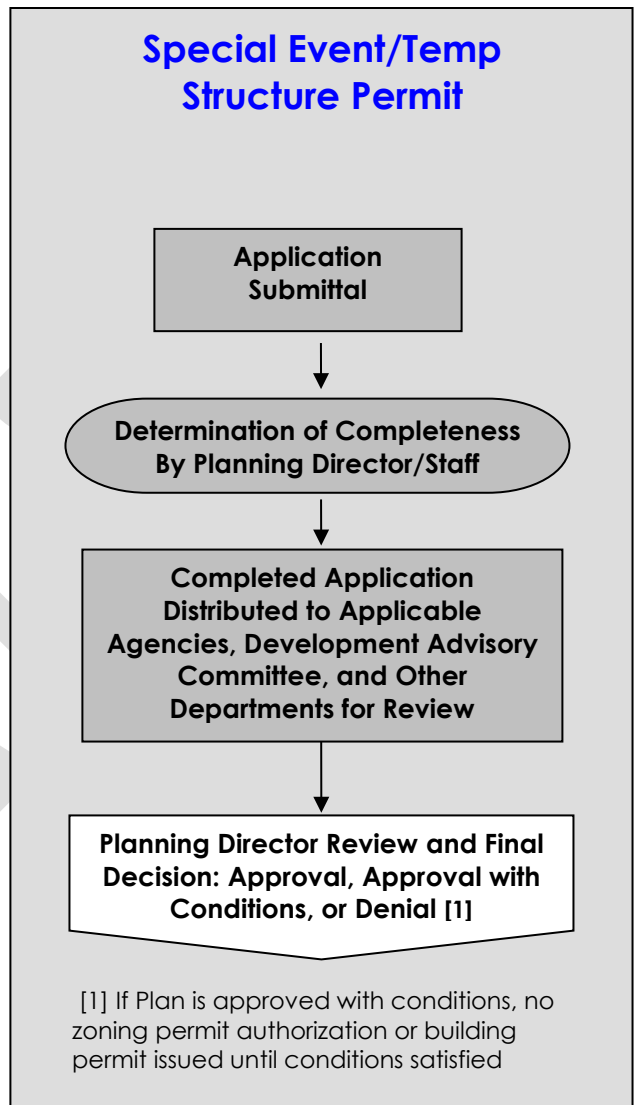 Special Event/Temp
Structure Permit
Application
Submittal
Determination of Completeness
By Planning Director/Staff
Completed Application
Distributed to Applicable
Agencies, Development Advisory
Committee, and Other
Departments for Review
Planning Director Review and Final
Decision: Approval, Approval with
Conditions, or Denial [1]
[1] If Plan is approved with conditions, no
zoning permit authorization or building
permit issued until conditions satisfied